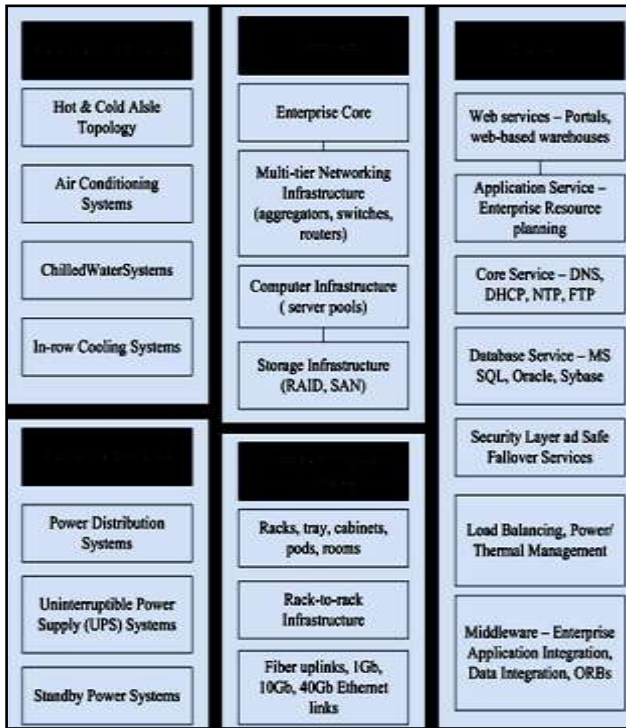 Hot & Cold Alsle
Topology
Air Conditioning
Systems
ChilledWaterSystems
In-row Cooling Systems
Power Distribution
Systems
Uninterruptible Power
Supply (UPS) Systems
Standby Power Systems
Enterprise Core
Multi-tier Networking
Infrastructure
(aggregators, switches,
routers)
Computer Infrastructure
( server pools)
Storage Infrastructure
(RAID, SAN)
Racks, tray, cabinets,
pods, rooms
Rack-to-rack
Infrastructure
Fiber uplinks, 1Gb,
10Gb, 40Gb Ethernet
links
Web services – Portals,
web-based warehouses
Application Service –
Enterprise Resource
planning
Core Service – DNS,
DHCP, NTP, FTP
Database Service – MS
SQL, Oracle, Sybase
Security Layer ad Safe
Fallover Services
Load Balancing, Power/
Thermal Management
Middleware – Enterprise
Application Integration,
Data Integration, ORBs